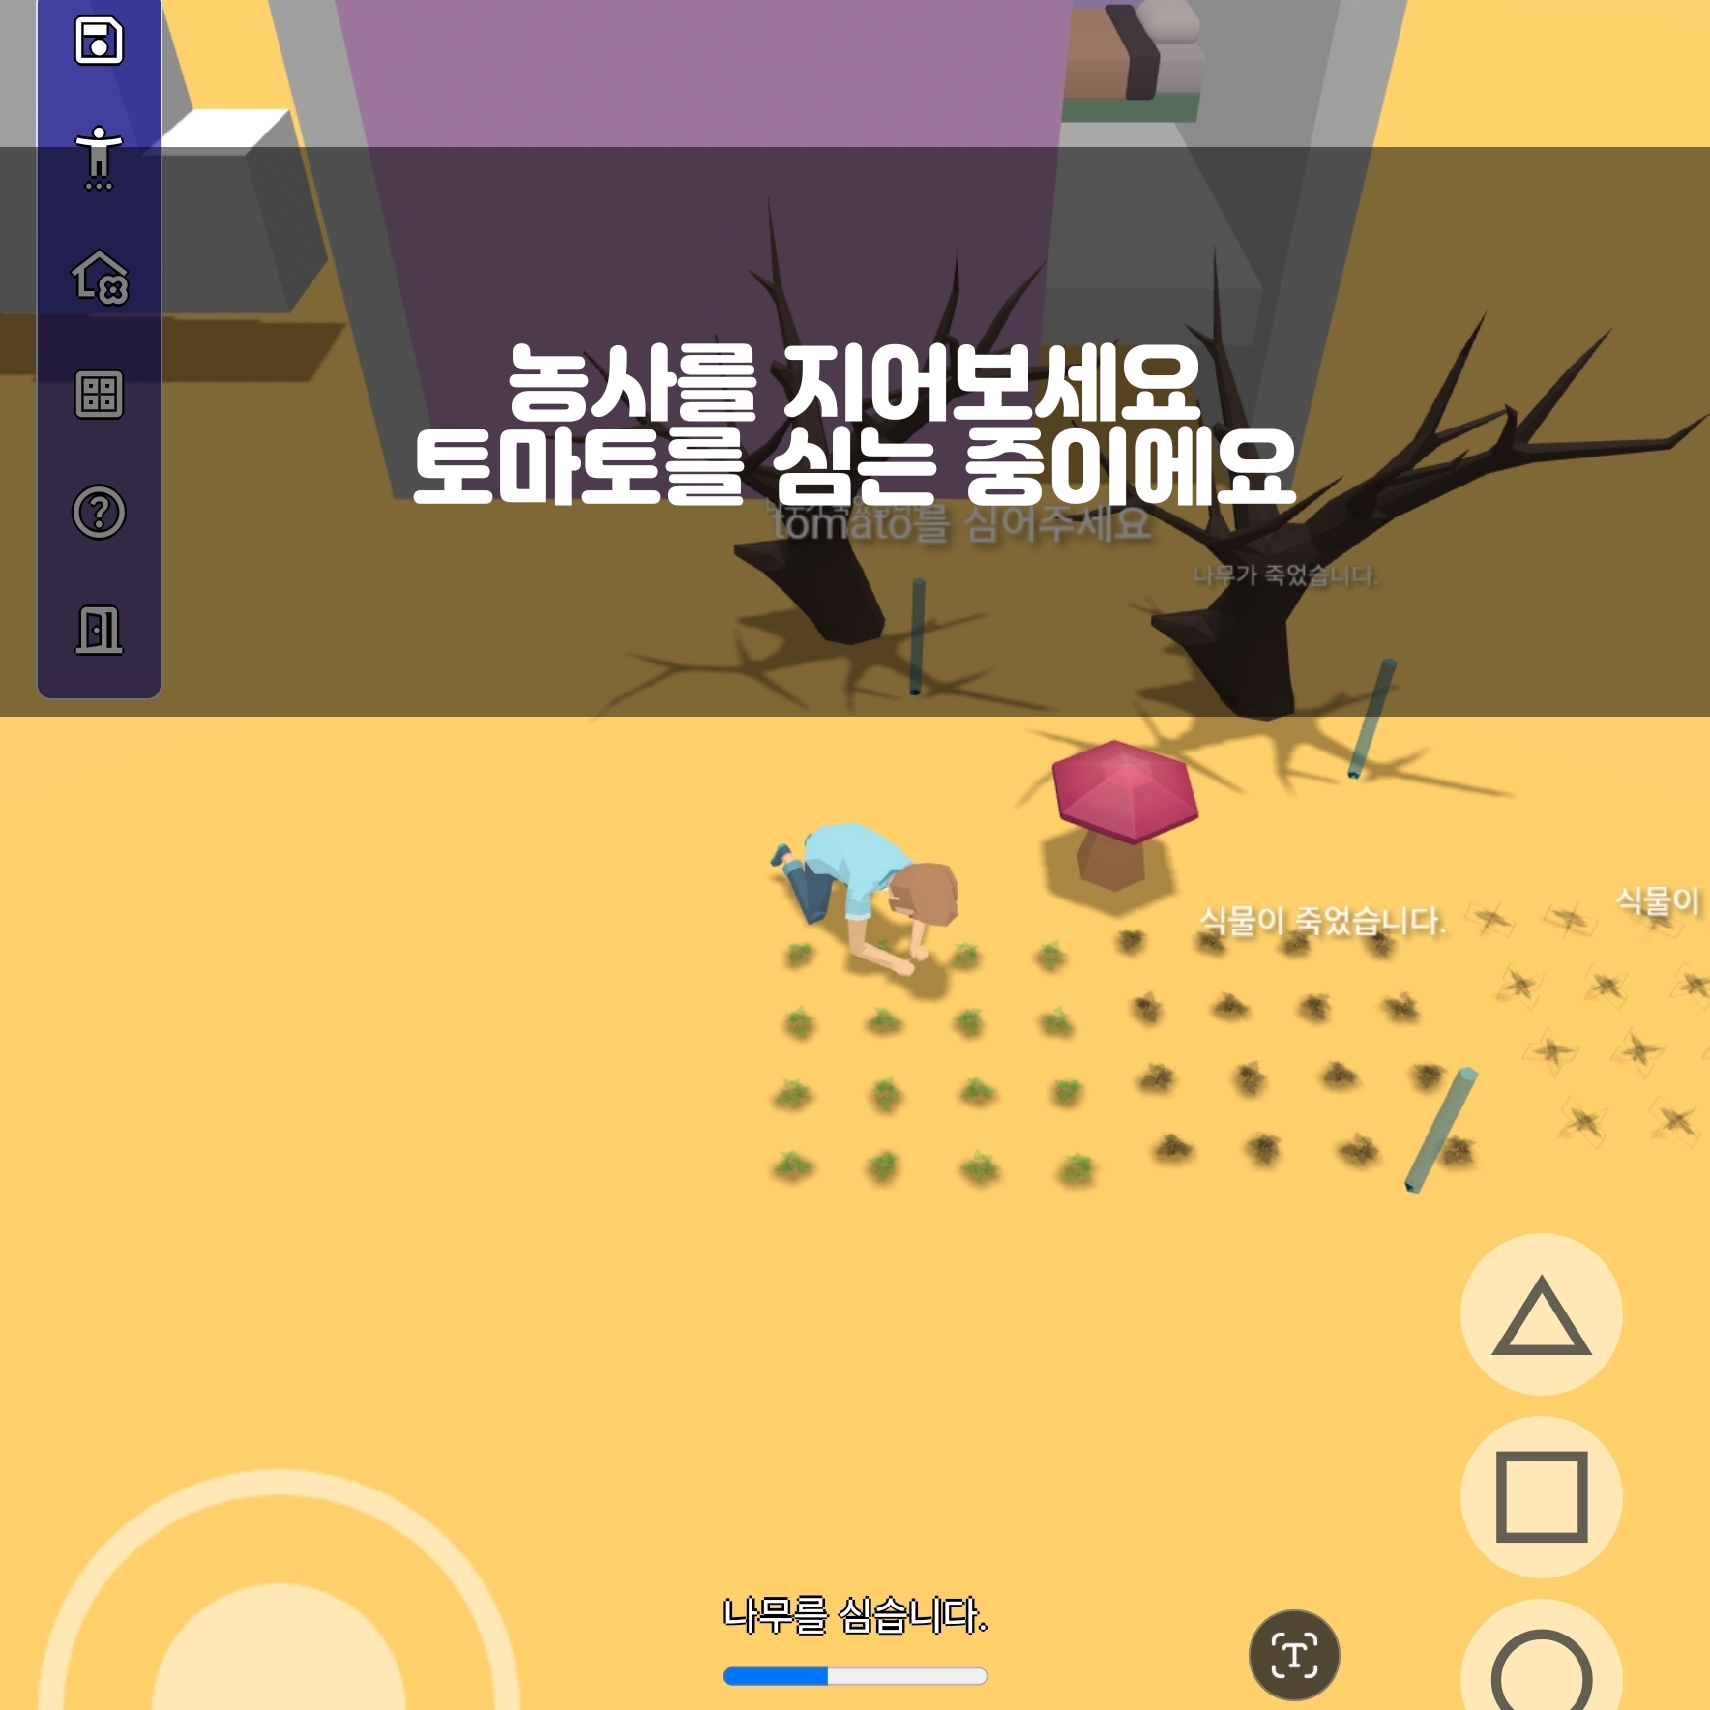 농사를 지어보세요
토마토를 심는 중이에요
tomato를 심어주세요
나무가 죽었습니다.
식물이 죽었습니다.
식물이
나무를 심습니다.